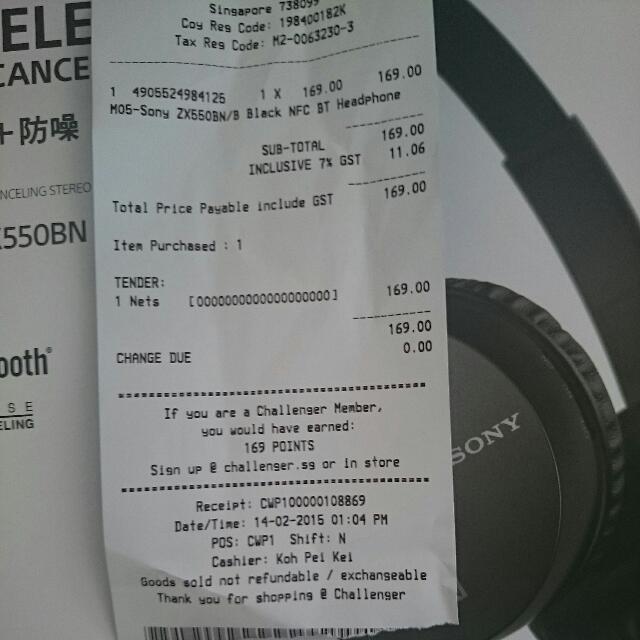 Singapore 738099
Coy Res Code: 198400182K
Tax Res Code: M2-0063230-3
1 4905524984125 1 X 169.00 169.00
MO5-Sony ZX550BN/B Black NFC BT Headphone
SUB-TOTAL 169.00
INCLUSIVE 7% GST 11.06
Total Price Payable include GST 169.00
Item Purchased : 1
TENDER:
1 Nets [0000000000000000000] 169.00
169.00
CHANGE DUE 0.00
If you are a Challenger Member,
you would have earned:
169 POINTS
Sign up @ challenger.sg or in store
Receipt: CWP100000108869
Date/Time: 14-02-2015 01:04 PM
POS: CWP1 Shift: N
Cashier: Koh Pei Kei
Goods sold not refundable / exchangeable
Thank you for shopping @ Challenger
ELE
CANCE
+防噪
NCELING STEREO
X550BN
ooth
SE
ELING
SONY